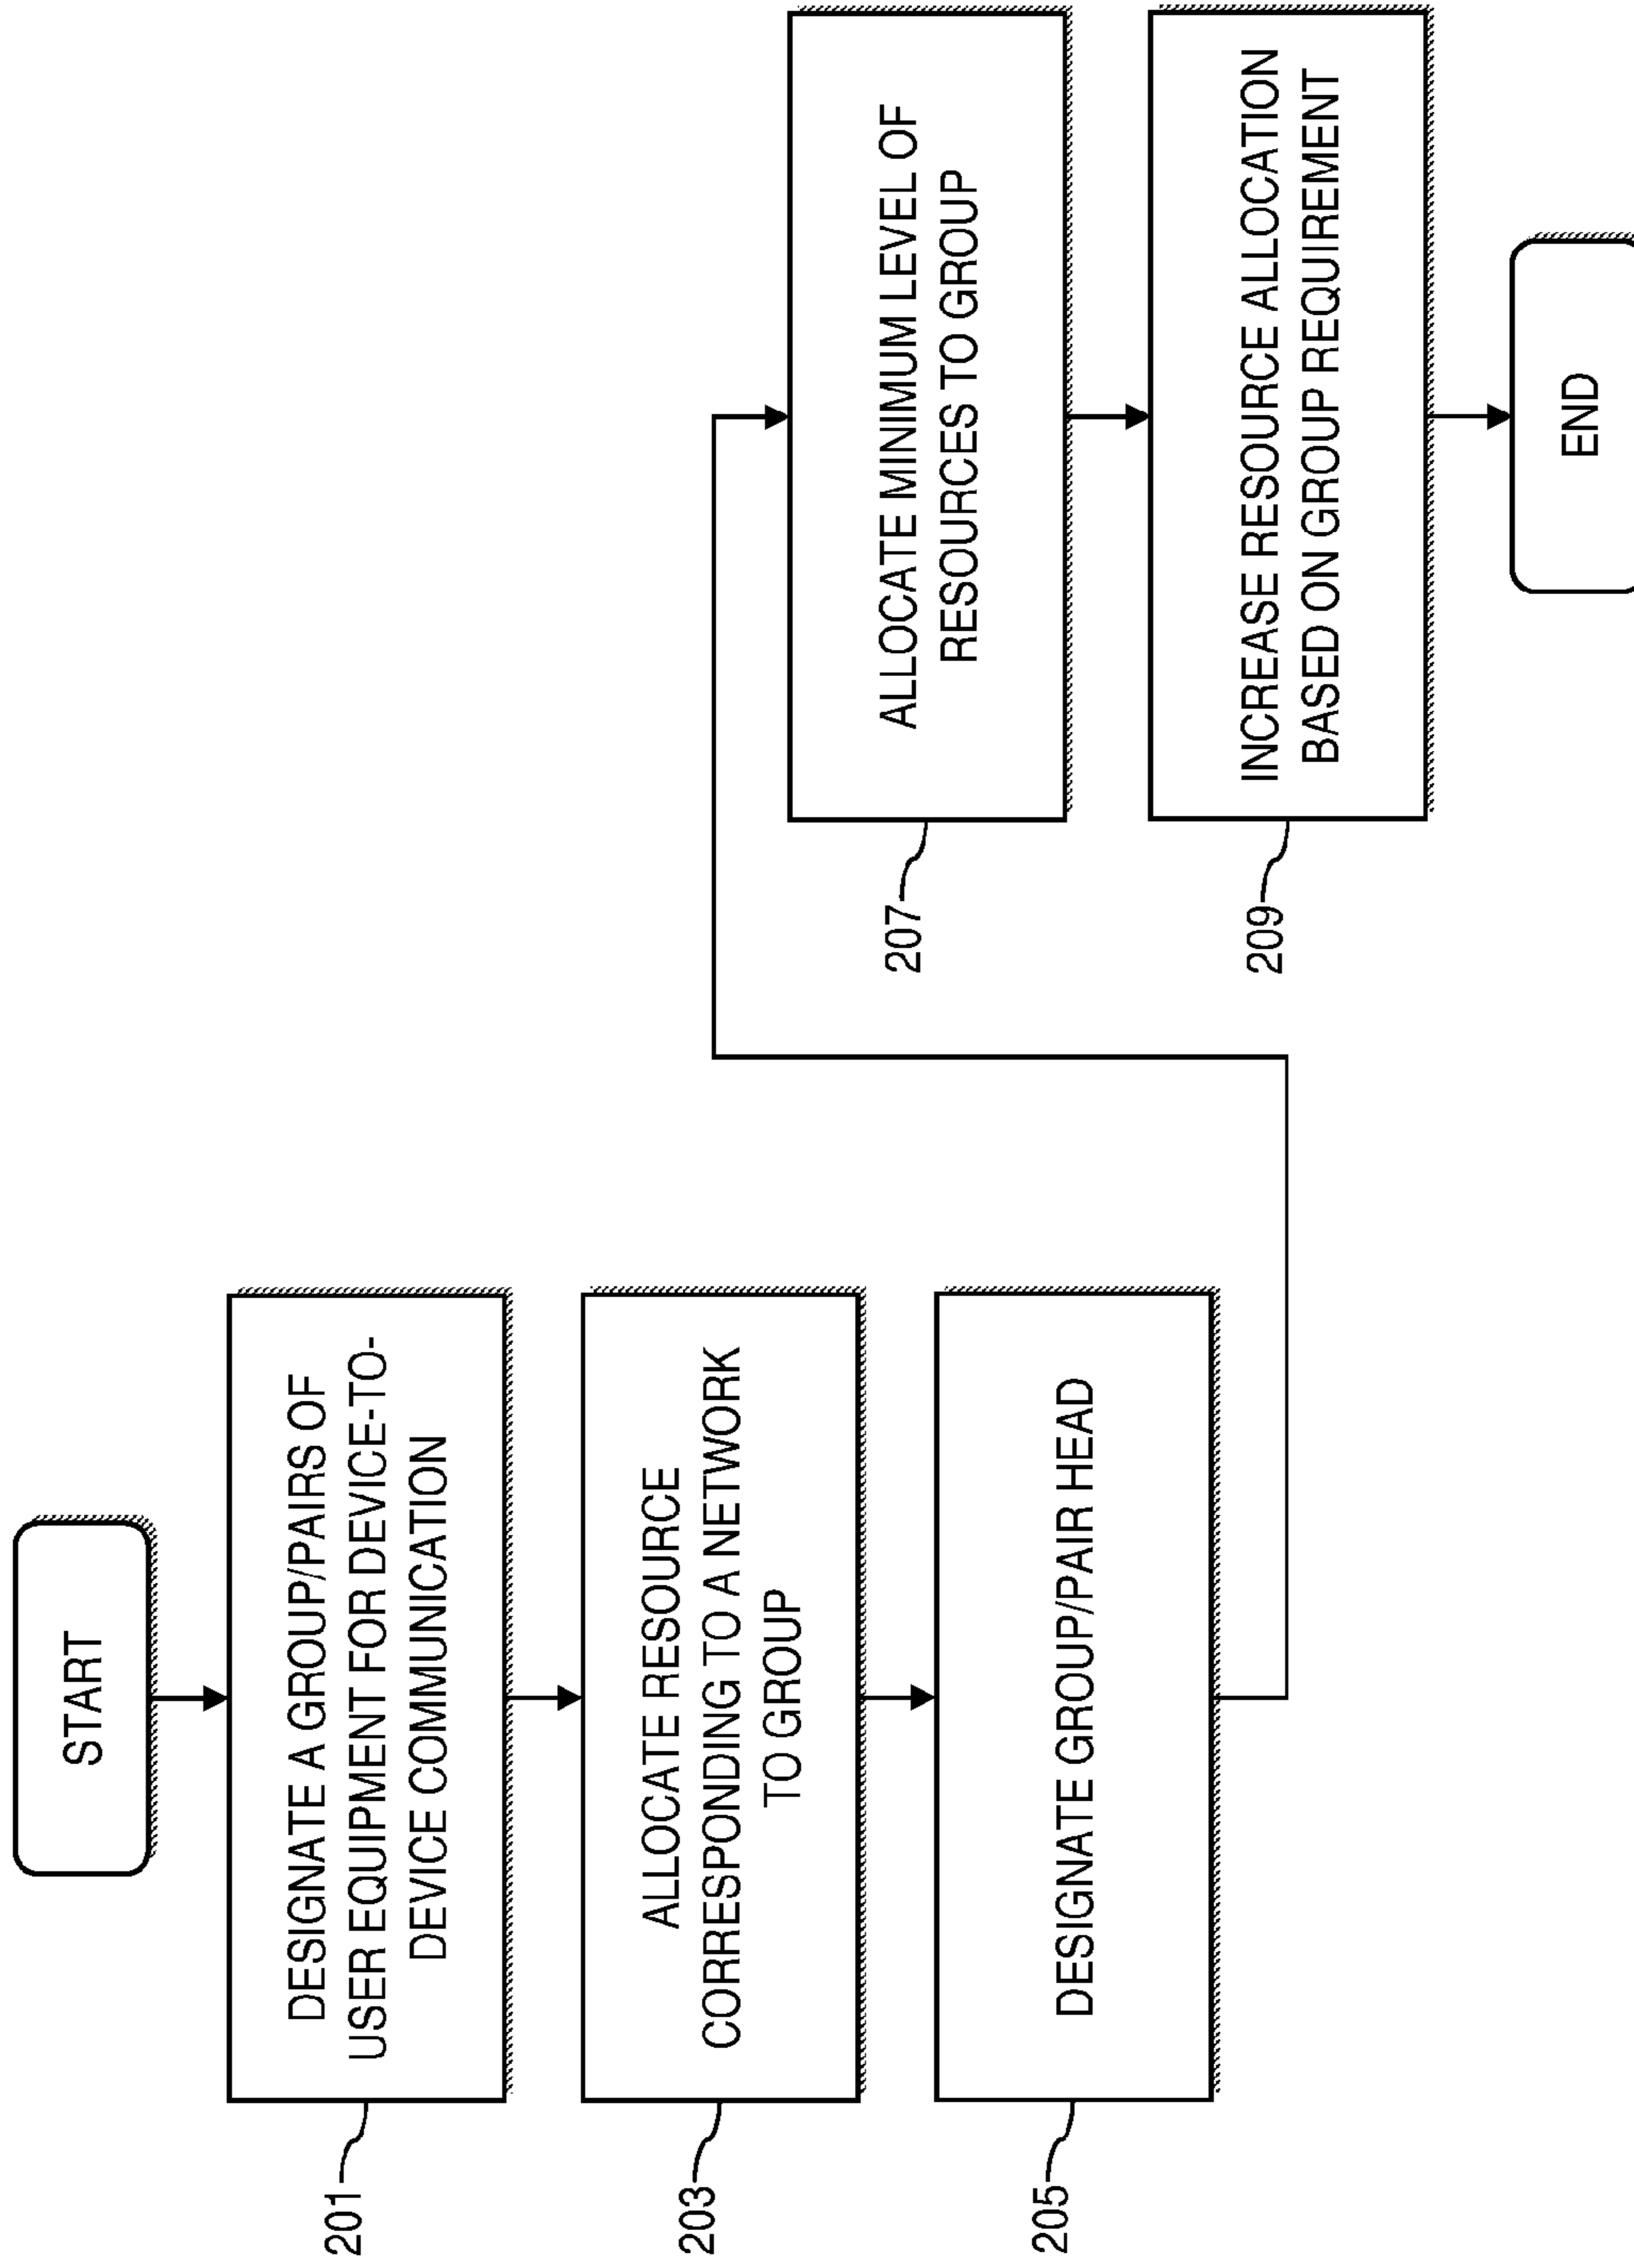 START
DESIGNATE A GROUP/PAIRS OF
USER EQUIPMENT FOR DEVICE-TO-
DEVICE COMMUNICATION
201
ALLOCATE RESOURCE
CORRESPONDING TO A NETWORK
TO GROUP
203
DESIGNATE GROUP/PAIR HEAD
205
ALLOCATE MINIMUM LEVEL OF
RESOURCES TO GROUP
207
INCREASE RESOURCE ALLOCATION
BASED ON GROUP REQUIREMENT
209
END